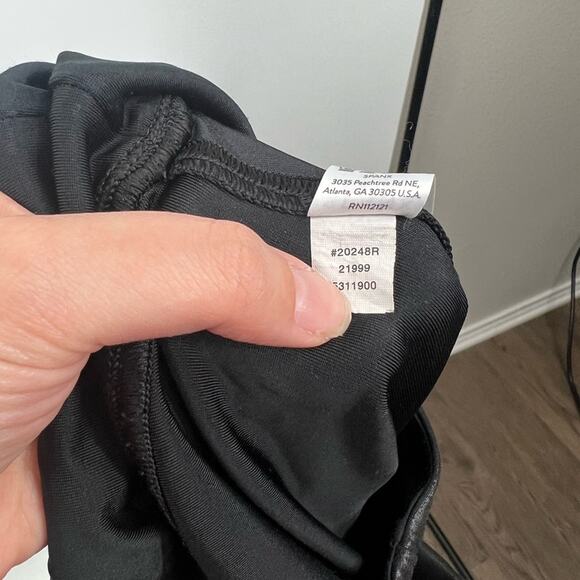 SPANX
3035 Peachtree Rd NE,
Atlanta, GA 30305 U.S.A.
RN112121
#20248R
21999
5311900